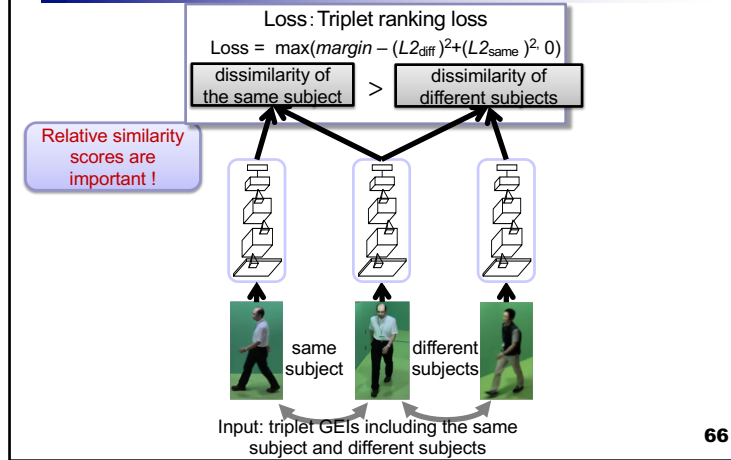 Loss : Triplet ranking loss
Loss = max(margin – (L2diff )²+(L2same )², 0)
dissimilarity of
the same subject
>
dissimilarity of
different subjects
Relative similarity
scores are
important !
same
subject
different
subjects
Input: triplet GEIs including the same
subject and different subjects
66